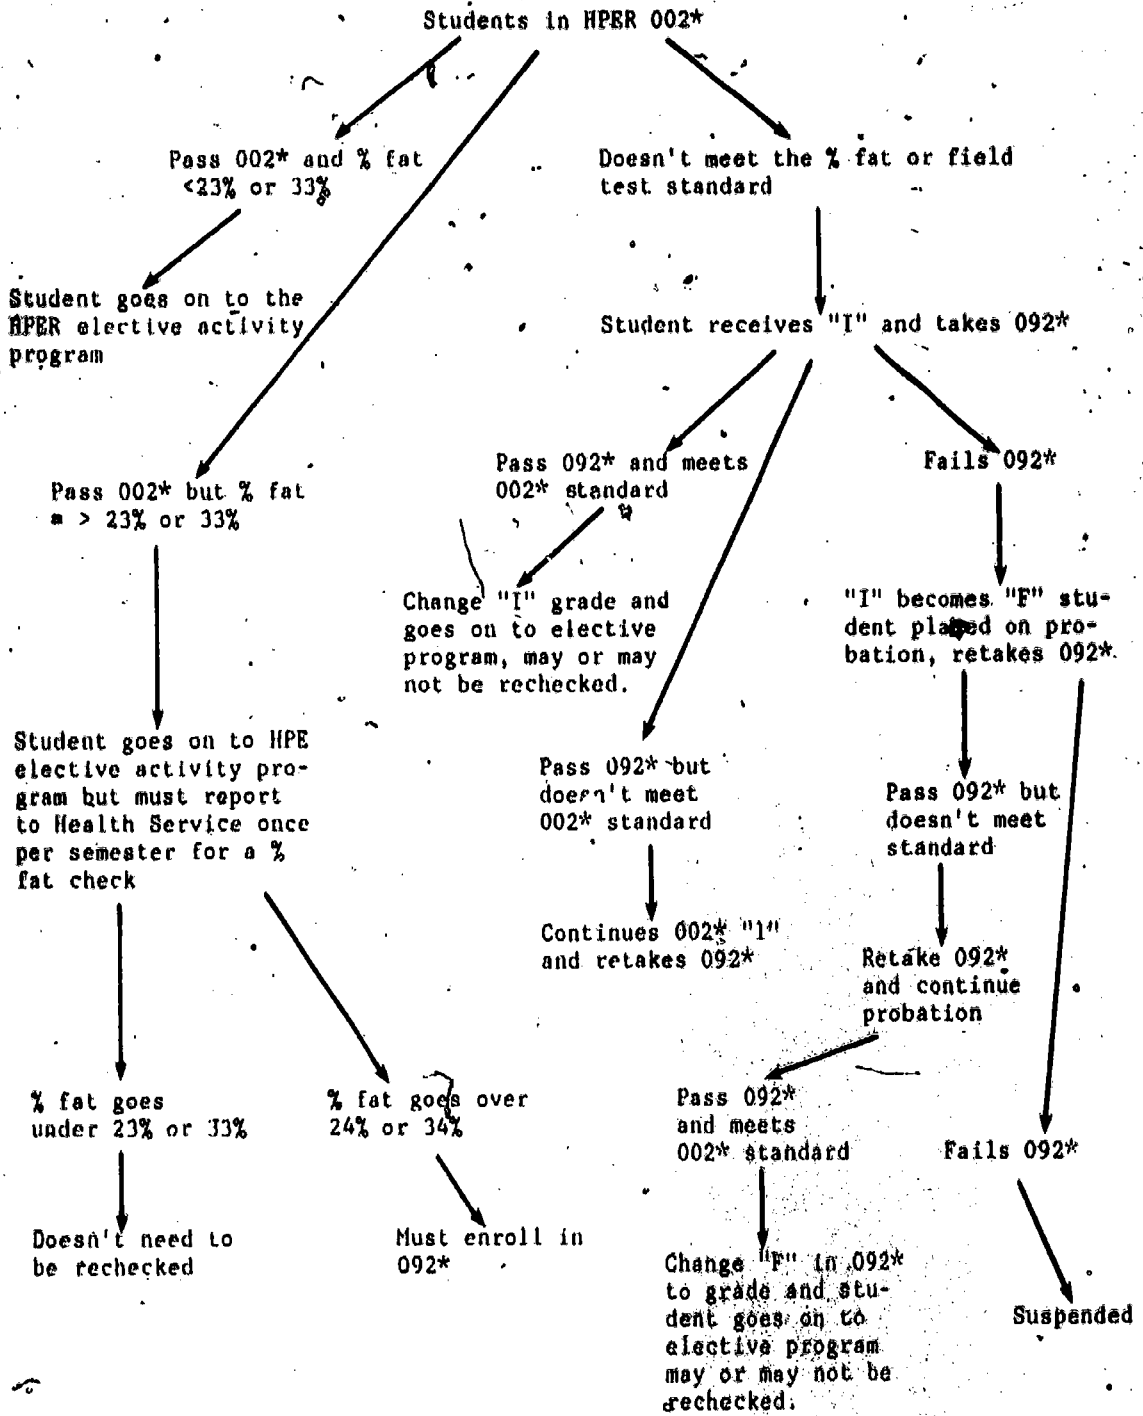 Students in HPER 002*
Pass 002* and % fat
<23% or 33%
Doesn't meet the % fat or field
test standard
Student goes on to the
HPER elective activity
program
Student receives "I" and takes 092*
Pass 002* but % fat
= > 23% or 33%
Pass 092* and meets
002* standard
Fails 092*
Change "I" grade and
goes on to elective
program, may or may
not be rechecked.
"I" becomes "F" stu-
dent placed on pro-
bation, retakes 092*.
Student goes on to HPE
elective activity pro-
gram but must report
to Health Service once
per semester for a %
fat check
Pass 092* but
doesn't meet
002* standard
Pass 092* but
doesn't meet
standard
Continues 002* "I"
and retakes 092*
Retake 092*
and continue
probation
% fat goes
under 23% or 33%
% fat goes over
24% or 34%
Pass 092*
and meets
002* standard
Fails 092*
Doesn't need to
be rechecked
Must enroll in
092*
Change "F" in 092*
to grade and stu-
dent goes on to
elective program
may or may not be
rechecked.
Suspended